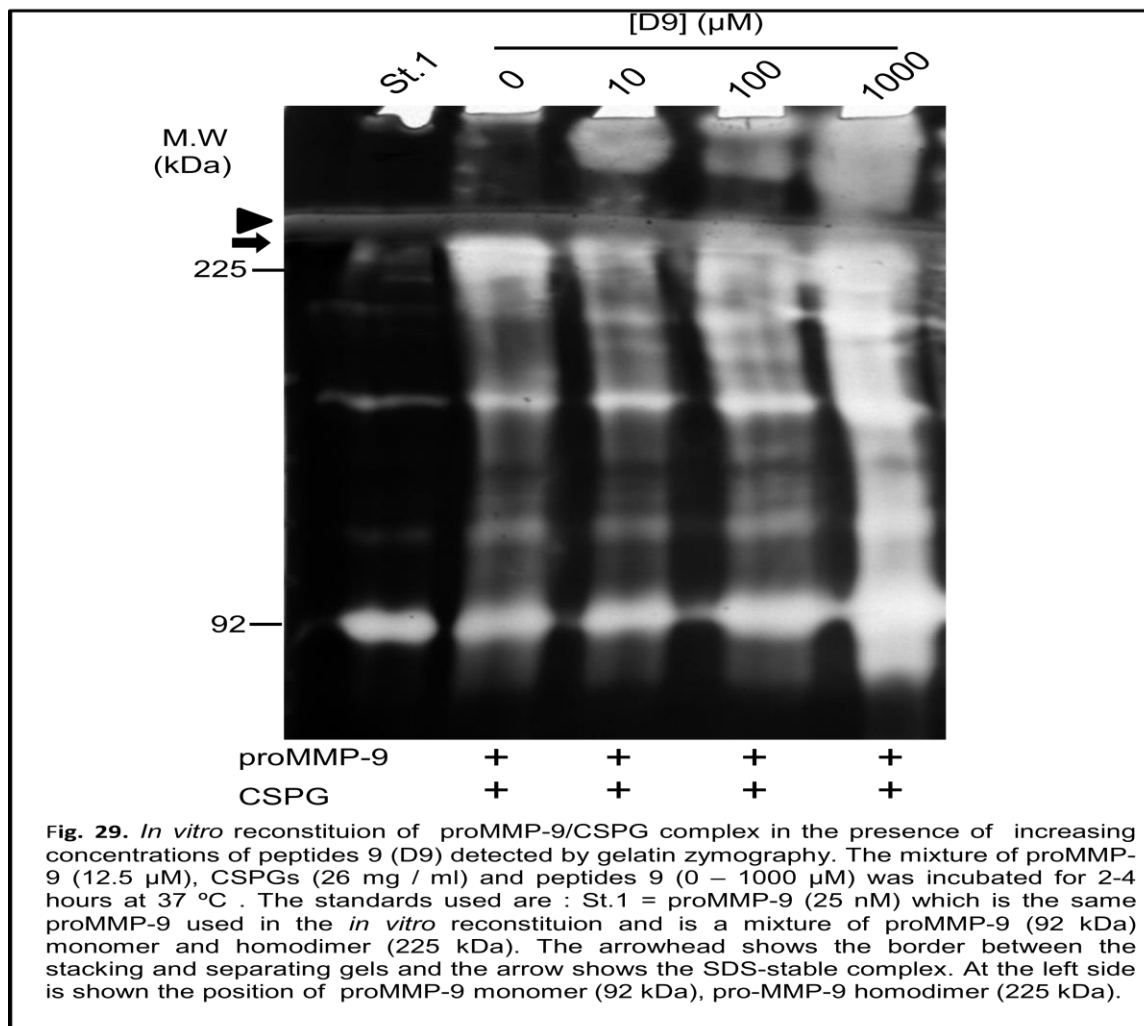 [D9] (µM)
St.1 0 10 100 1000
M.W
(kDa)
225
92
proMMP-9 + + + +
CSPG + + + +
Fig. 29. In vitro reconstituion of proMMP-9/CSPG complex in the presence of increasing
concentrations of peptides 9 (D9) detected by gelatin zymography. The mixture of proMMP-
9 (12.5 µM), CSPGs (26 mg / ml) and peptides 9 (0 – 1000 µM) was incubated for 2-4
hours at 37 ºC . The standards used are : St.1 = proMMP-9 (25 nM) which is the same
proMMP-9 used in the in vitro reconstituion and is a mixture of proMMP-9 (92 kDa)
monomer and homodimer (225 kDa). The arrowhead shows the border between the
stacking and separating gels and the arrow shows the SDS-stable complex. At the left side
is shown the position of proMMP-9 monomer (92 kDa), pro-MMP-9 homodimer (225 kDa).